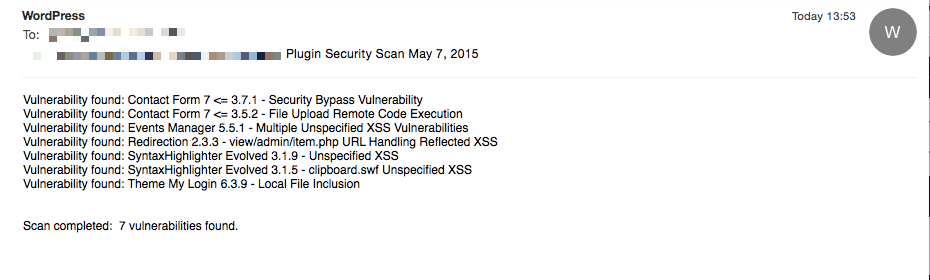 WordPress
Today 13:53
W
To:
Plugin Security Scan May 7, 2015
Vulnerability found: Contact Form 7 <= 3.7.1 - Security Bypass Vulnerability
Vulnerability found: Contact Form 7 <= 3.5.2 - File Upload Remote Code Execution
Vulnerability found: Events Manager 5.5.1 - Multiple Unspecified XSS Vulnerabilities
Vulnerability found: Redirection 2.3.3 - view/admin/item.php URL Handling Reflected XSS
Vulnerability found: SyntaxHighlighter Evolved 3.1.9 - Unspecified XSS
Vulnerability found: SyntaxHighlighter Evolved 3.1.5 - clipboard.swf Unspecified XSS
Vulnerability found: Theme My Login 6.3.9 - Local File Inclusion
Scan completed:  7 vulnerabilities found.